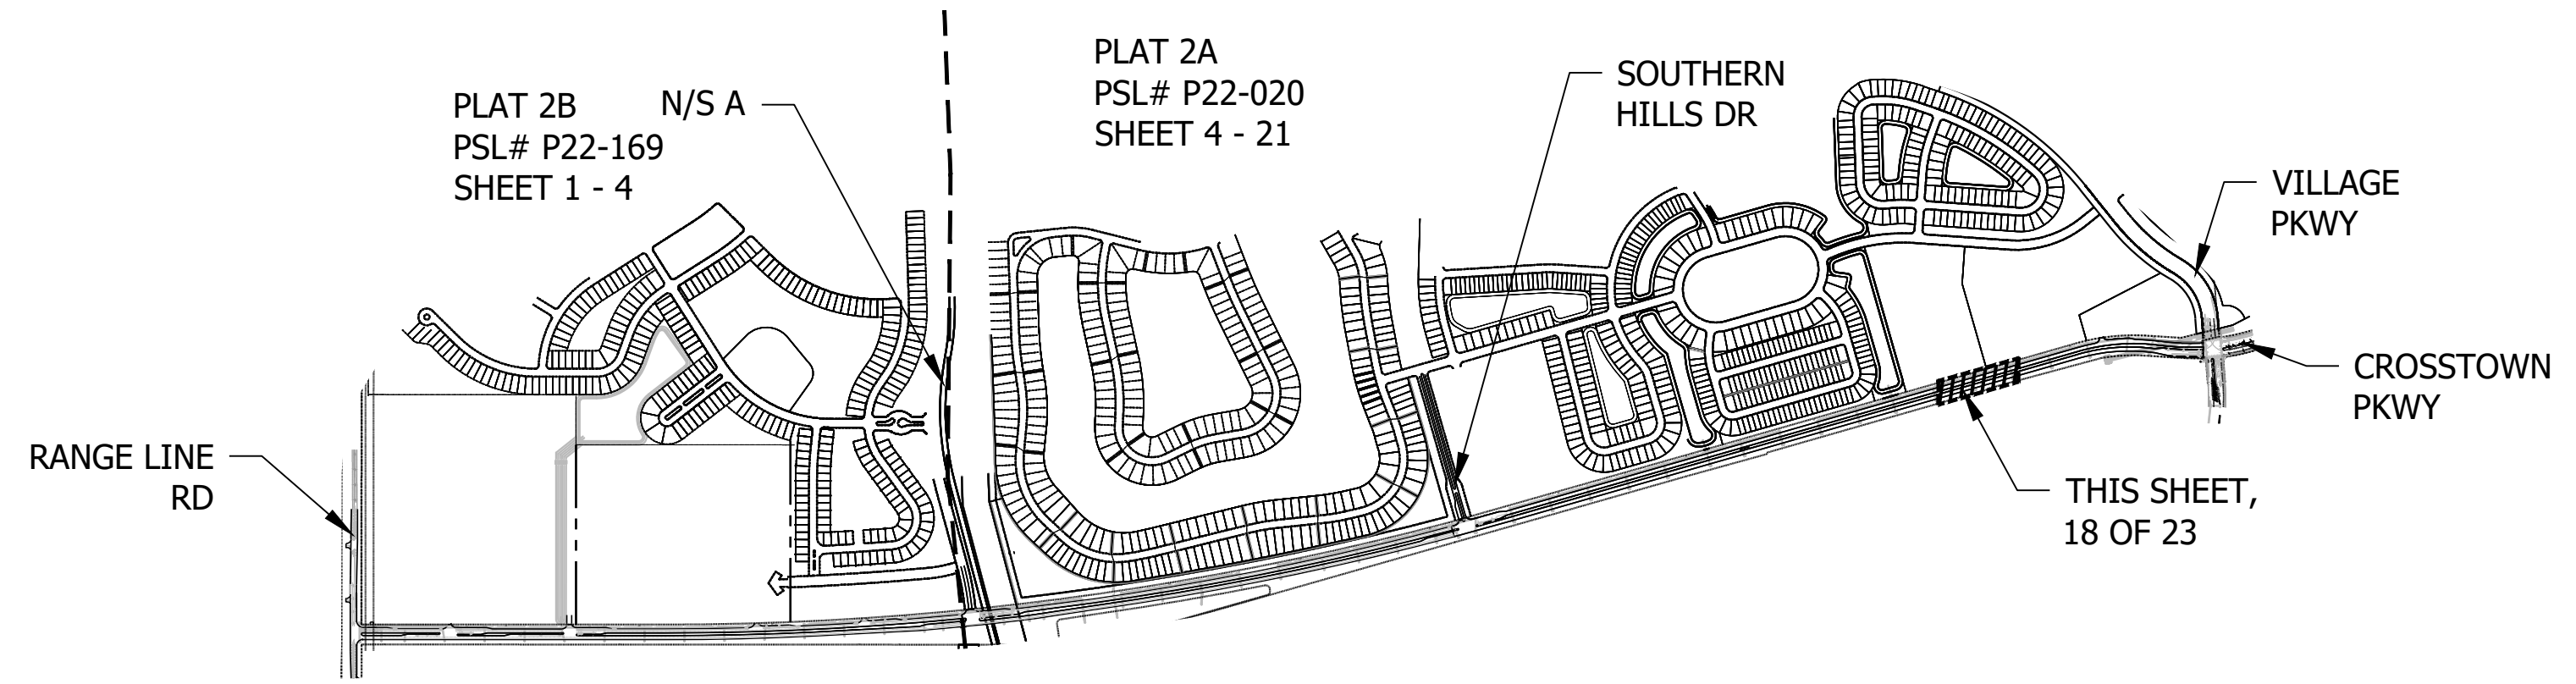 PLAT 2B
PSL# P22-169
SHEET 1 - 4
N/S A
PLAT 2A
PSL# P22-020
SHEET 4 - 21
SOUTHERN
HILLS DR
VILLAGE
PKWY
CROSSTOWN
PKWY
RANGE LINE
RD
THIS SHEET,
18 OF 23